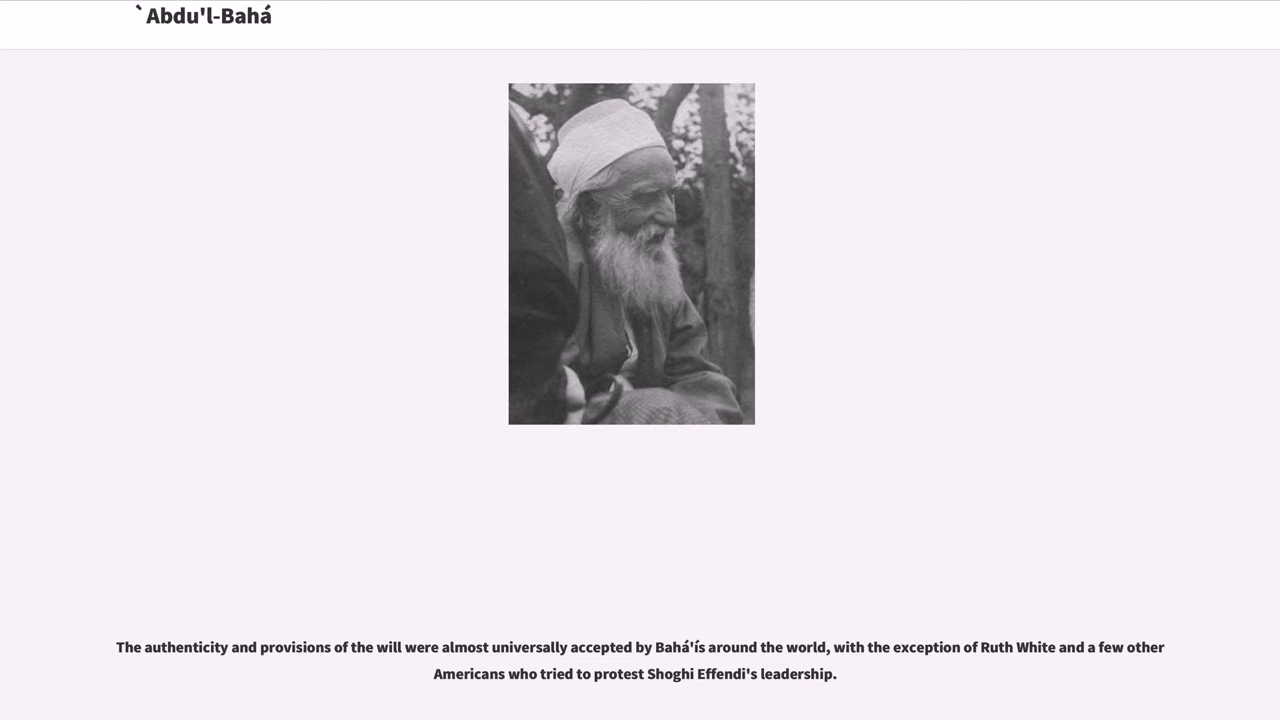 `Abdu'l-Bahá
The authenticity and provisions of the will were almost universally accepted by Bahá'ís around the world, with the exception of Ruth White and a few other
Americans who tried to protest Shoghi Effendi's leadership.